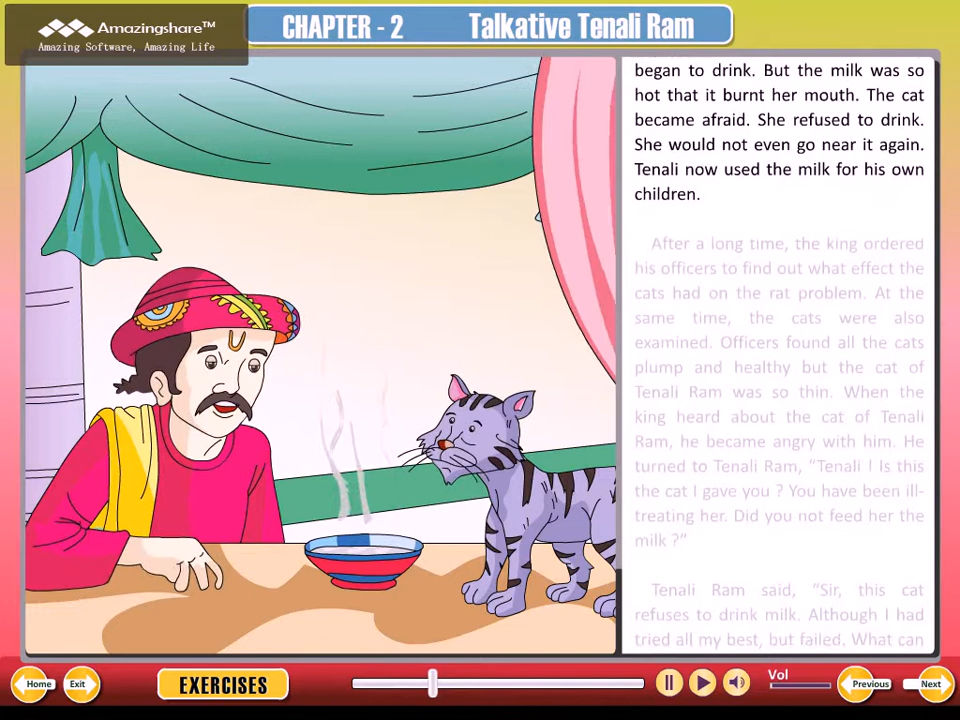 Amazingshare™
Amazing Software, Amazing Life
CHAPTER - 2 Talkative Tenali Ram
began to drink. But the milk was so
hot that it burnt her mouth. The cat
became afraid. She refused to drink.
She would not even go near it again.
Tenali now used the milk for his own
children.
After a long time, the king ordered
his officers to find out what effect the
cats had on the rat problem. At the
same time, the cats were also
examined. Officers found all the cats
plump and healthy but the cat of
Tenali Ram was so thin. When the
king heard about the cat of Tenali
Ram, he became angry with him. He
turned to Tenali Ram, “Tenali ! Is this
the cat I gave you ? You have been ill-
treating her. Did you not feed her the
milk ?”
Tenali Ram said, “Sir, this cat
refuses to drink milk. Although I had
tried all my best, but failed. What can
Home Exit EXERCISES Vol Previous Next